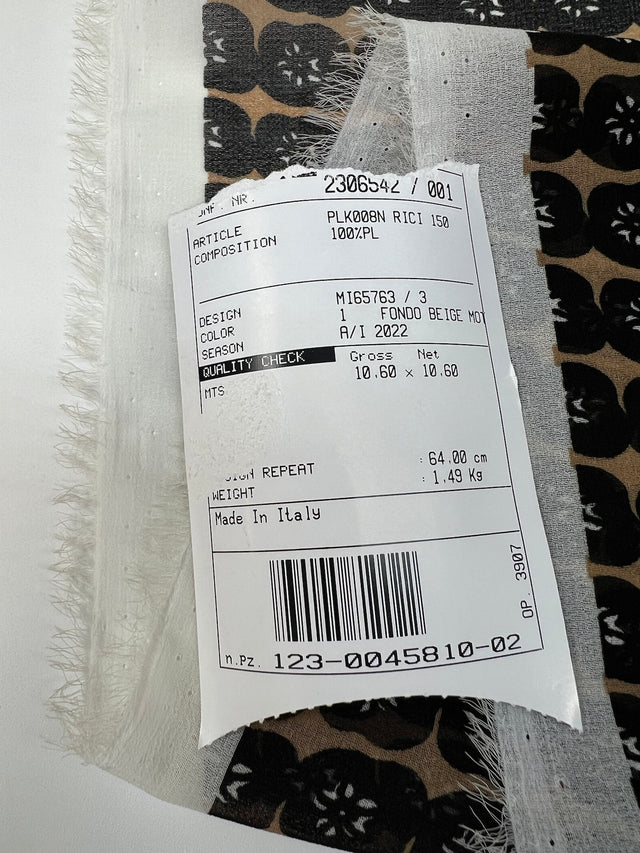 NR. 2306542 / 001
ARTICLE PLK008N RICI 150
COMPOSITION 100%PL
DESIGN MI65763 / 3
COLOR 1 FONDO BEIGE MOT
SEASON A/I 2022
QUALITY CHECK Gross Net
MTS 10.60 x 10.60
REPEAT : 64.00 cm
WEIGHT : 1.49 Kg
Made In Italy
OP. 3907
n.Pz. 123-0045810-02